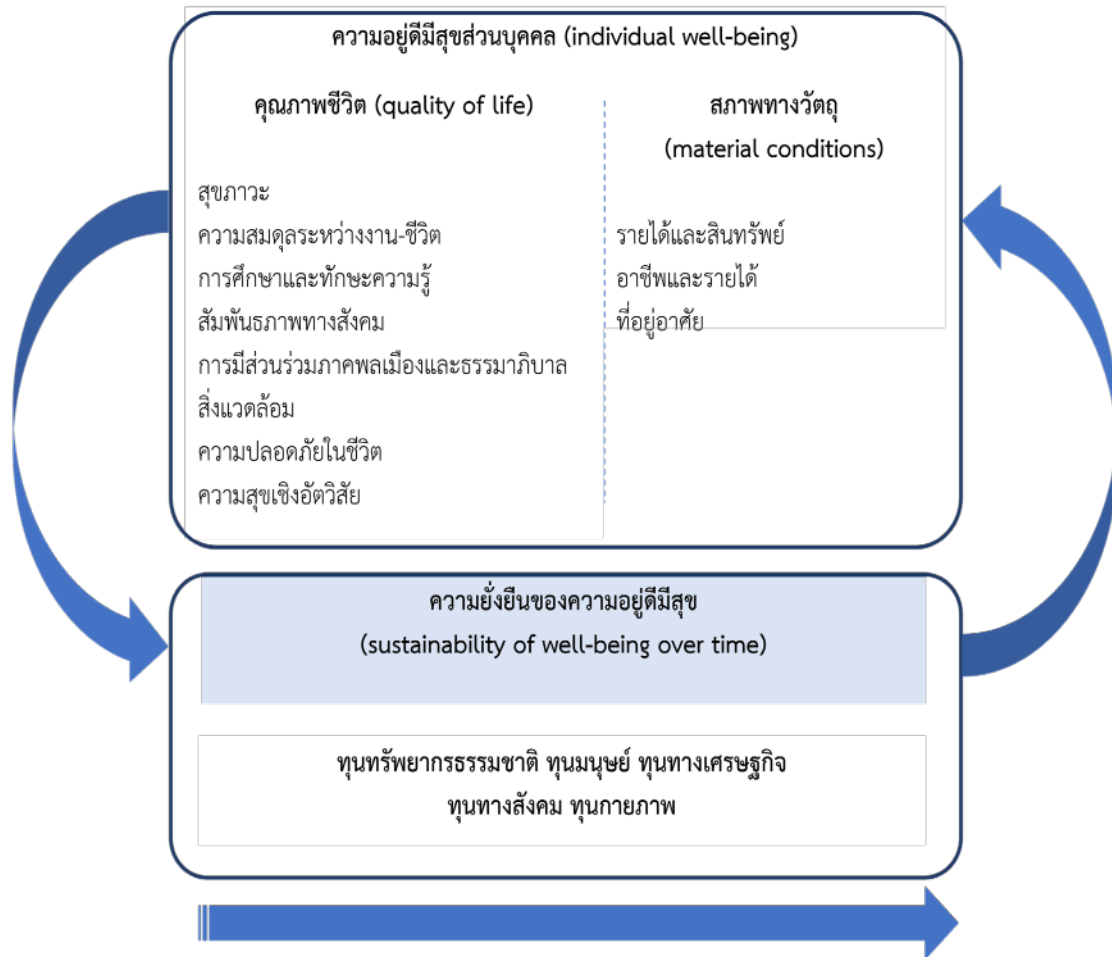 ความอยู่ดีมีสุขส่วนบุคคล (individual well-being)
คุณภาพชีวิต (quality of life)
สุขภาวะ
ความสมดุลระหว่างงาน-ชีวิต
การศึกษาและทักษะความรู้
สัมพันธภาพทางสังคม
การมีส่วนร่วมภาคพลเมืองและธรรมาภิบาล
สิ่งแวดล้อม
ความปลอดภัยในชีวิต
ความสุขเชิงอัตวิสัย
สภาพทางวัตถุ
(material conditions)
รายได้และสินทรัพย์
อาชีพและรายได้
ที่อยู่อาศัย
ความยั่งยืนของความอยู่ดีมีสุข
(sustainability of well-being over time)
ทุนทรัพยากรธรรมชาติ ทุนมนุษย์ ทุนทางเศรษฐกิจ
ทุนทางสังคม ทุนกายภาพ